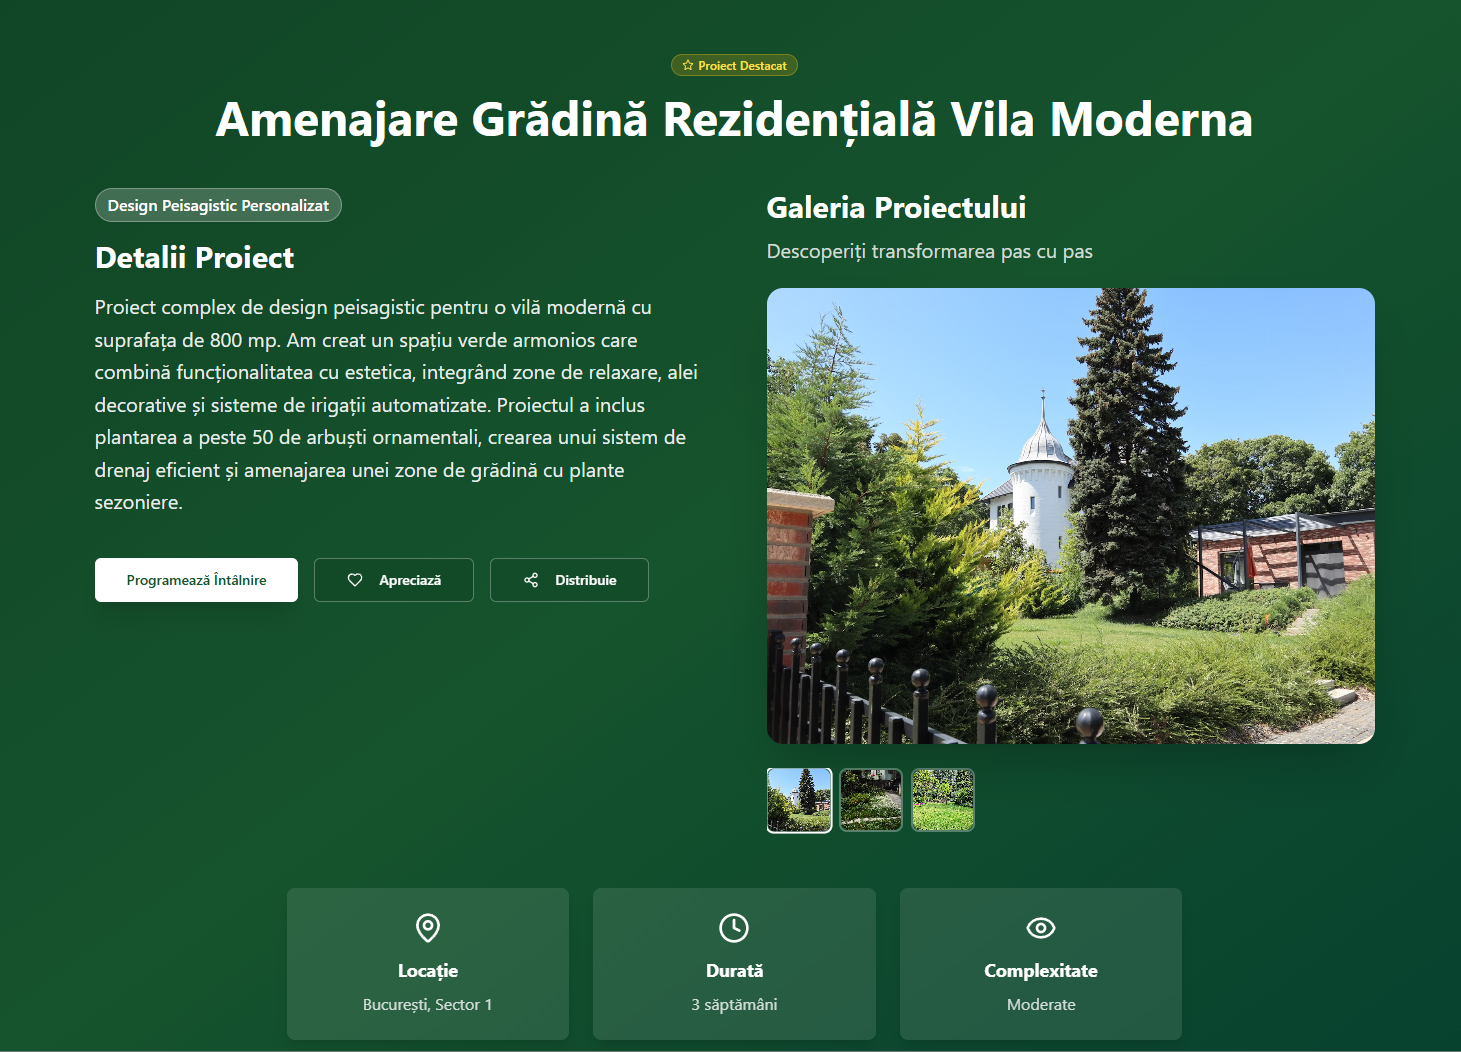 Proiect Destacat
Amenajare Grădină Rezidențială Vila Moderna
Design Peisagistic Personalizat
Detalii Proiect
Proiect complex de design peisagistic pentru o vilă modernă cu
suprafața de 800 mp. Am creat un spațiu verde armonios care
combină funcționalitatea cu estetica, integrând zone de relaxare, alei
decorative și sisteme de irigații automatizate. Proiectul a inclus
plantarea a peste 50 de arbuști ornamentali, crearea unui sistem de
drenaj eficient și amenajarea unei zone de grădină cu plante
sezoniere.
Programează Întâlnire
Apreciază
Distribuie
Galeria Proiectului
Descoperiți transformarea pas cu pas
Locație
București, Sector 1
Durată
3 săptămâni
Complexitate
Moderate